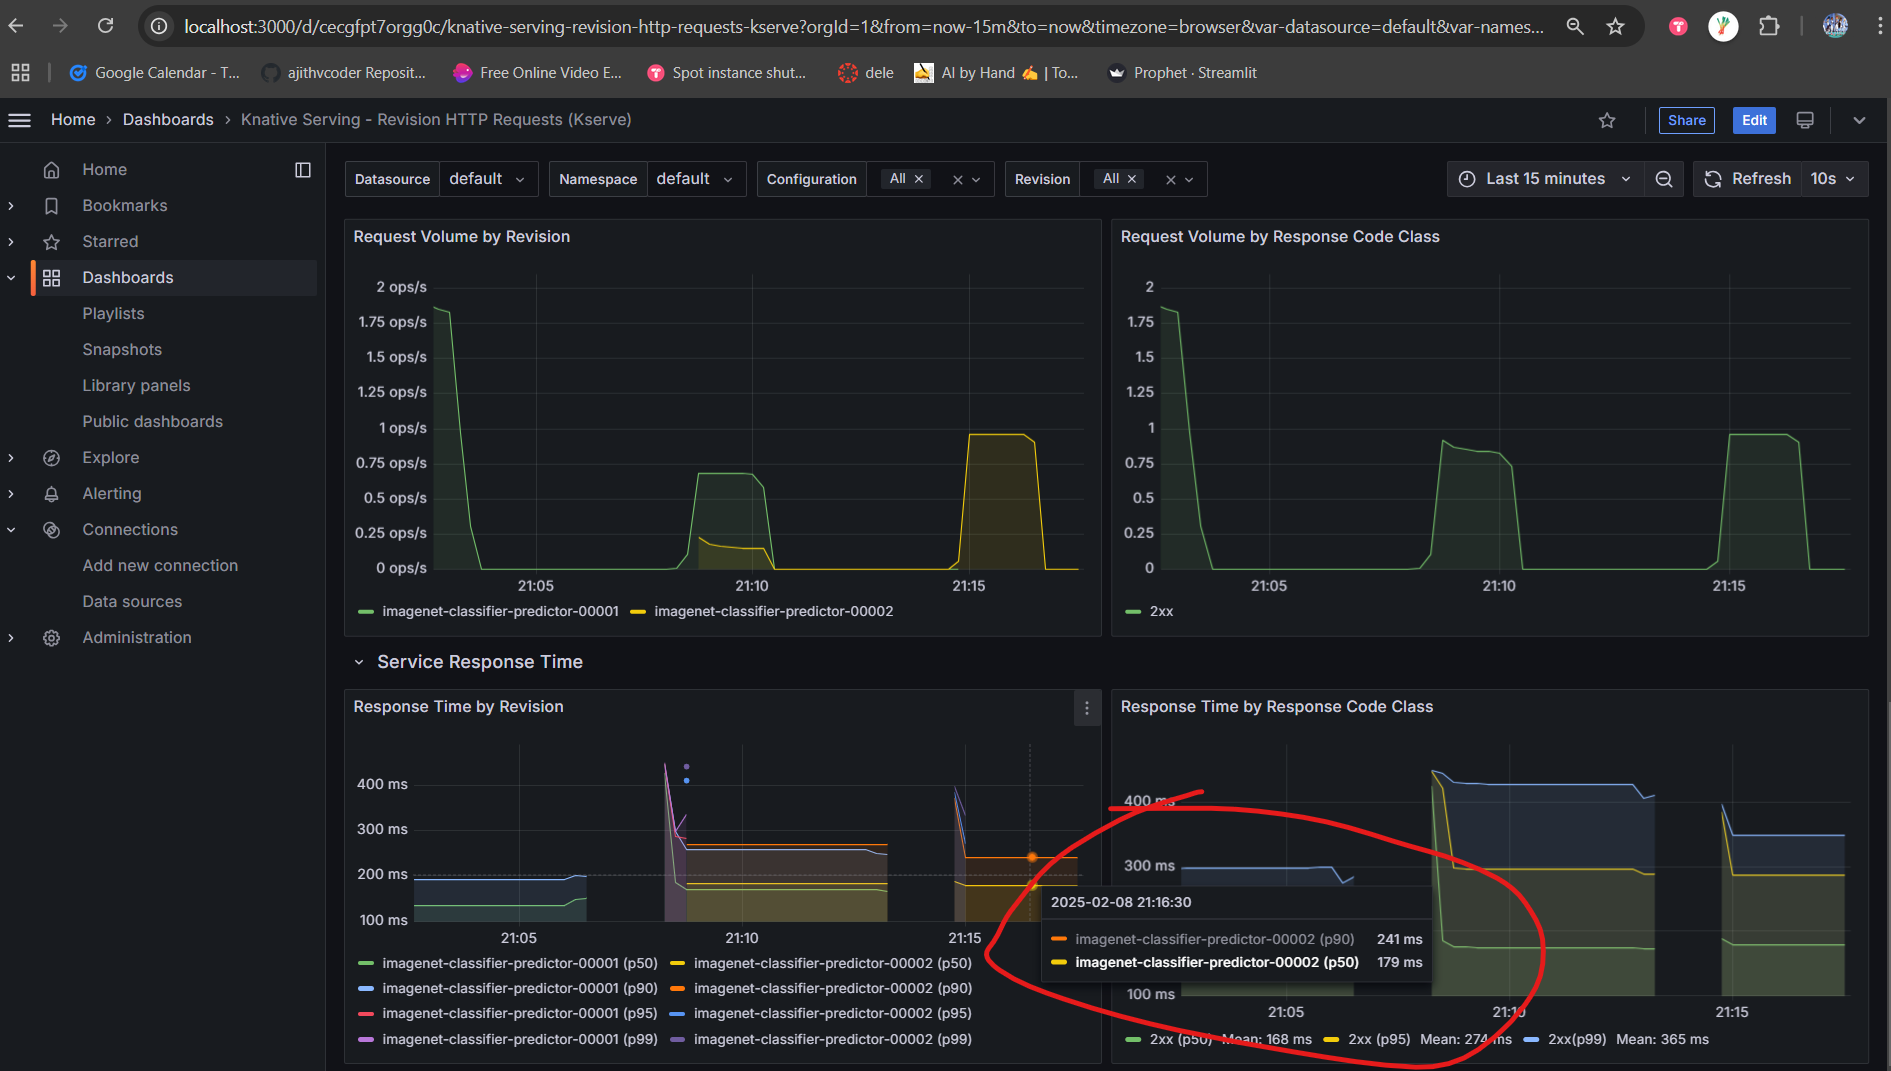 localhost:3000/d/cecgfpt7orgg0c/knative-serving-revision-http-requests-kserve?orgId=1&from=now-15m&to=now&timezone=browser&var-datasource=default&var-names...
Google Calendar - T... ajithvcoder Reposit... Free Online Video E... Spot instance shut... dele AI by Hand ✍️ | To... Prophet · Streamlit
Home › Dashboards › Knative Serving - Revision HTTP Requests (Kserve) Share Edit
Home
Bookmarks
Starred
Dashboards
Playlists
Snapshots
Library panels
Public dashboards
Explore
Alerting
Connections
Add new connection
Data sources
Administration
Datasource default Namespace default Configuration All Revision All Last 15 minutes Refresh 10s
Request Volume by Revision
2 ops/s
1.75 ops/s
1.5 ops/s
1.25 ops/s
1 ops/s
0.75 ops/s
0.5 ops/s
0.25 ops/s
0 ops/s
21:05 21:10 21:15
imagenet-classifier-predictor-00001 imagenet-classifier-predictor-00002
Request Volume by Response Code Class
2
1.75
1.5
1.25
1
0.75
0.5
0.25
0
21:05 21:10 21:15
2xx
Service Response Time
Response Time by Revision
400 ms
300 ms
200 ms
100 ms
21:05 21:10 21:15
imagenet-classifier-predictor-00001 (p50) imagenet-classifier-predictor-00002 (p50)
imagenet-classifier-predictor-00001 (p90) imagenet-classifier-predictor-00002 (p90)
imagenet-classifier-predictor-00001 (p95) imagenet-classifier-predictor-00002 (p95)
imagenet-classifier-predictor-00001 (p99) imagenet-classifier-predictor-00002 (p99)
Response Time by Response Code Class
400 ms
300 ms
2025-02-08 21:16:30
imagenet-classifier-predictor-00002 (p90) 241 ms
imagenet-classifier-predictor-00002 (p50) 179 ms
100 ms
21:05 21:10 21:15
2xx (p50) Mean: 168 ms 2xx (p95) Mean: 274 ms 2xx(p99) Mean: 365 ms